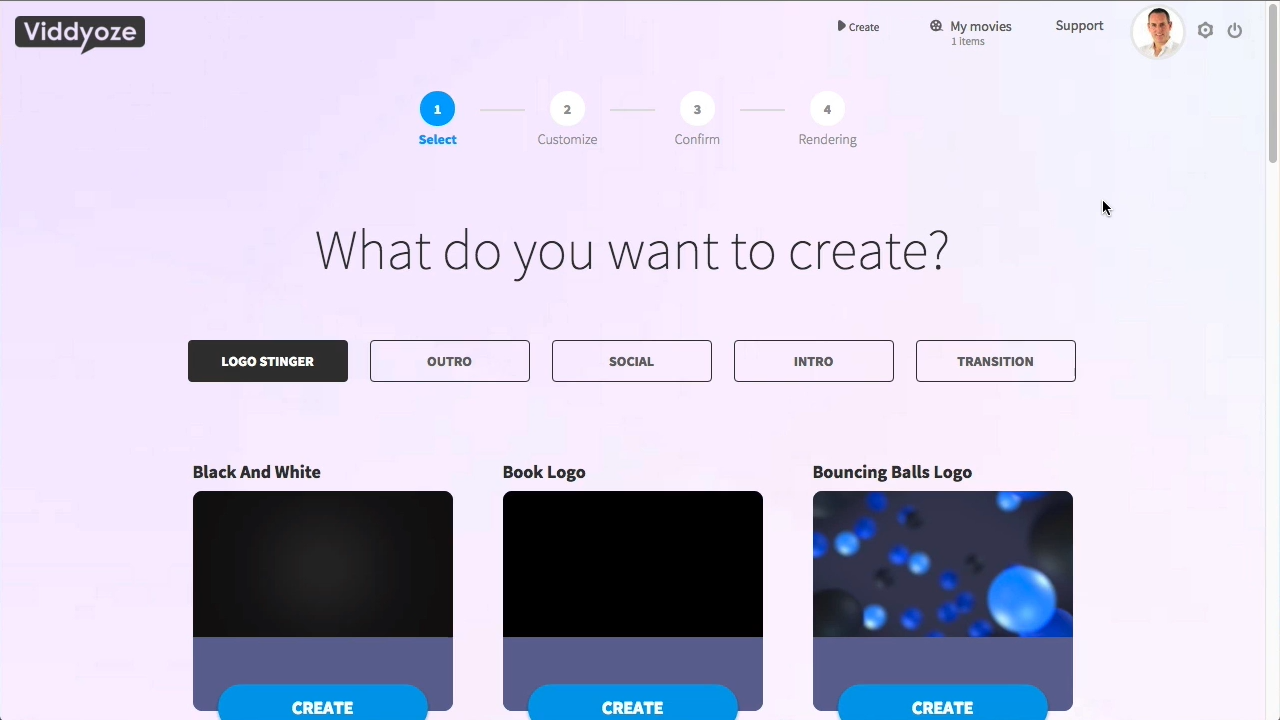 Viddyoze
Create
My movies
1 items
Support
1
2
3
4
Select
Customize
Confirm
Rendering
What do you want to create?
LOGO STINGER
OUTRO
SOCIAL
INTRO
TRANSITION
Black And White
Book Logo
Bouncing Balls Logo
CREATE
CREATE
CREATE